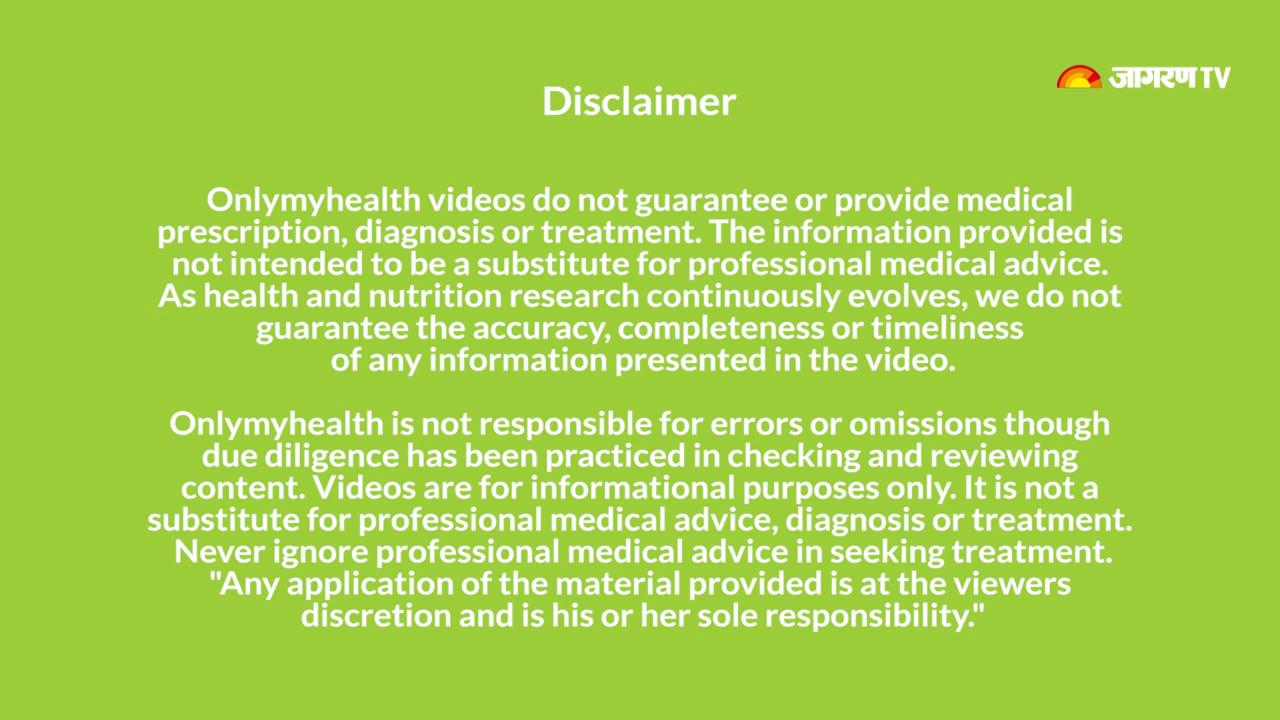 जागरण TV
Disclaimer
Onlymyhealth videos do not guarantee or provide medical
prescription, diagnosis or treatment. The information provided is
not intended to be a substitute for professional medical advice.
As health and nutrition research continuously evolves, we do not
guarantee the accuracy, completeness or timeliness
of any information presented in the video.
Onlymyhealth is not responsible for errors or omissions though
due diligence has been practiced in checking and reviewing
content. Videos are for informational purposes only. It is not a
substitute for professional medical advice, diagnosis or treatment.
Never ignore professional medical advice in seeking treatment.
"Any application of the material provided is at the viewers
discretion and is his or her sole responsibility."